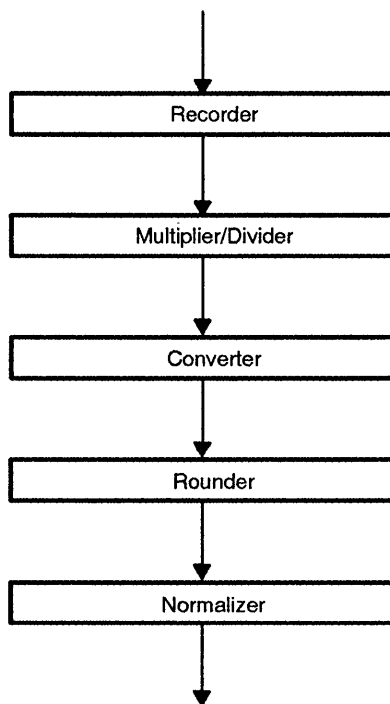 Recorder
Multiplier/Divider
Converter
Rounder
Normalizer